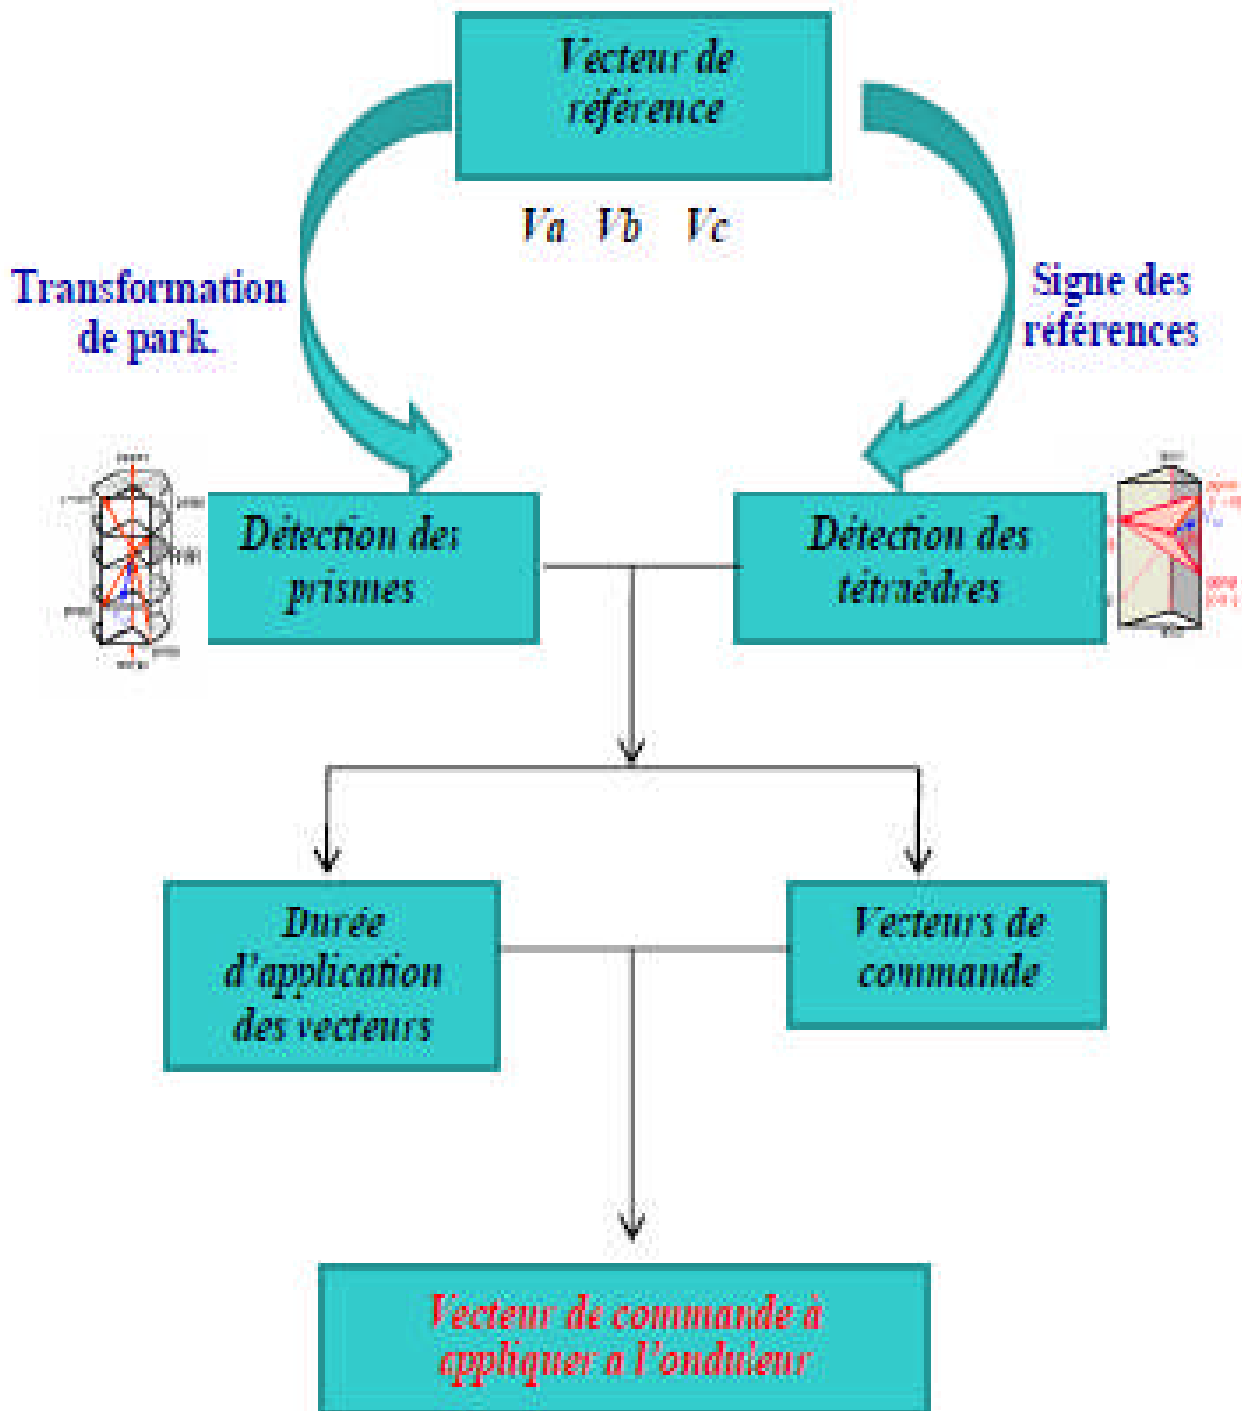 Vecteur de
référence
Va Vb Vc
Transformation
de park.
Signe des
références
Détection des
prismes
Détection des
tétraèdres
Durée
d'application
des vecteurs
Vecteurs de
commande
Vecteur de commande à
appliquer a l'onduleur